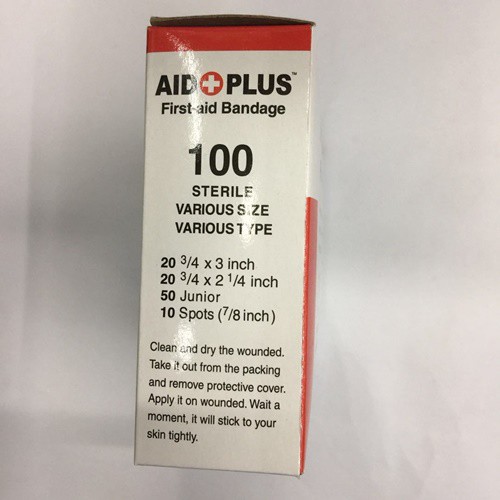 AID PLUS™
First-aid Bandage
100
STERILE
VARIOUS SIZE
VARIOUS TYPE
20 3/4 x 3 inch
20 3/4 x 2 1/4 inch
50 Junior
10 Spots (7/8 inch)
Clean and dry the wounded.
Take it out from the packing
and remove protective cover.
Apply it on wounded. Wait a
moment, it will stick to your
skin tightly.